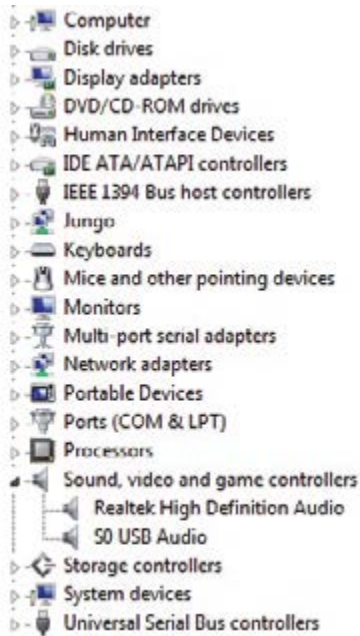 Computer
Disk drives
Display adapters
DVD/CD-ROM drives
Human Interface Devices
IDE ATA/ATAPI controllers
IEEE 1394 Bus host controllers
Jungo
Keyboards
Mice and other pointing devices
Monitors
Multi-port serial adapters
Network adapters
Portable Devices
Ports (COM & LPT)
Processors
Sound, video and game controllers
Realtek High Definition Audio
S0 USB Audio
Storage controllers
System devices
Universal Serial Bus controllers